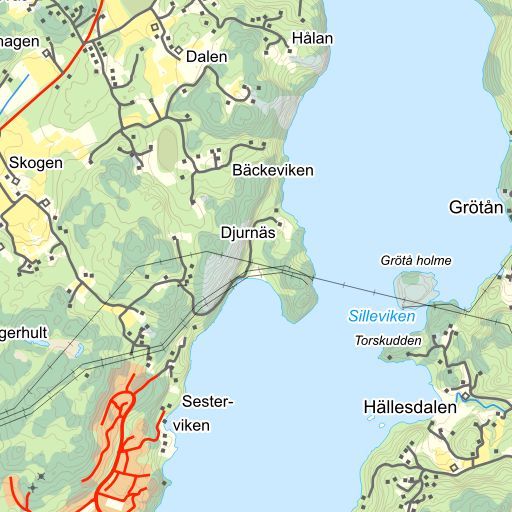 Hålan
Dalen
Skogen
Bäckeviken
Grötån
Djurnäs
Grötå holme
Silleviken
Torskudden
Sester-
viken
Hällesdalen